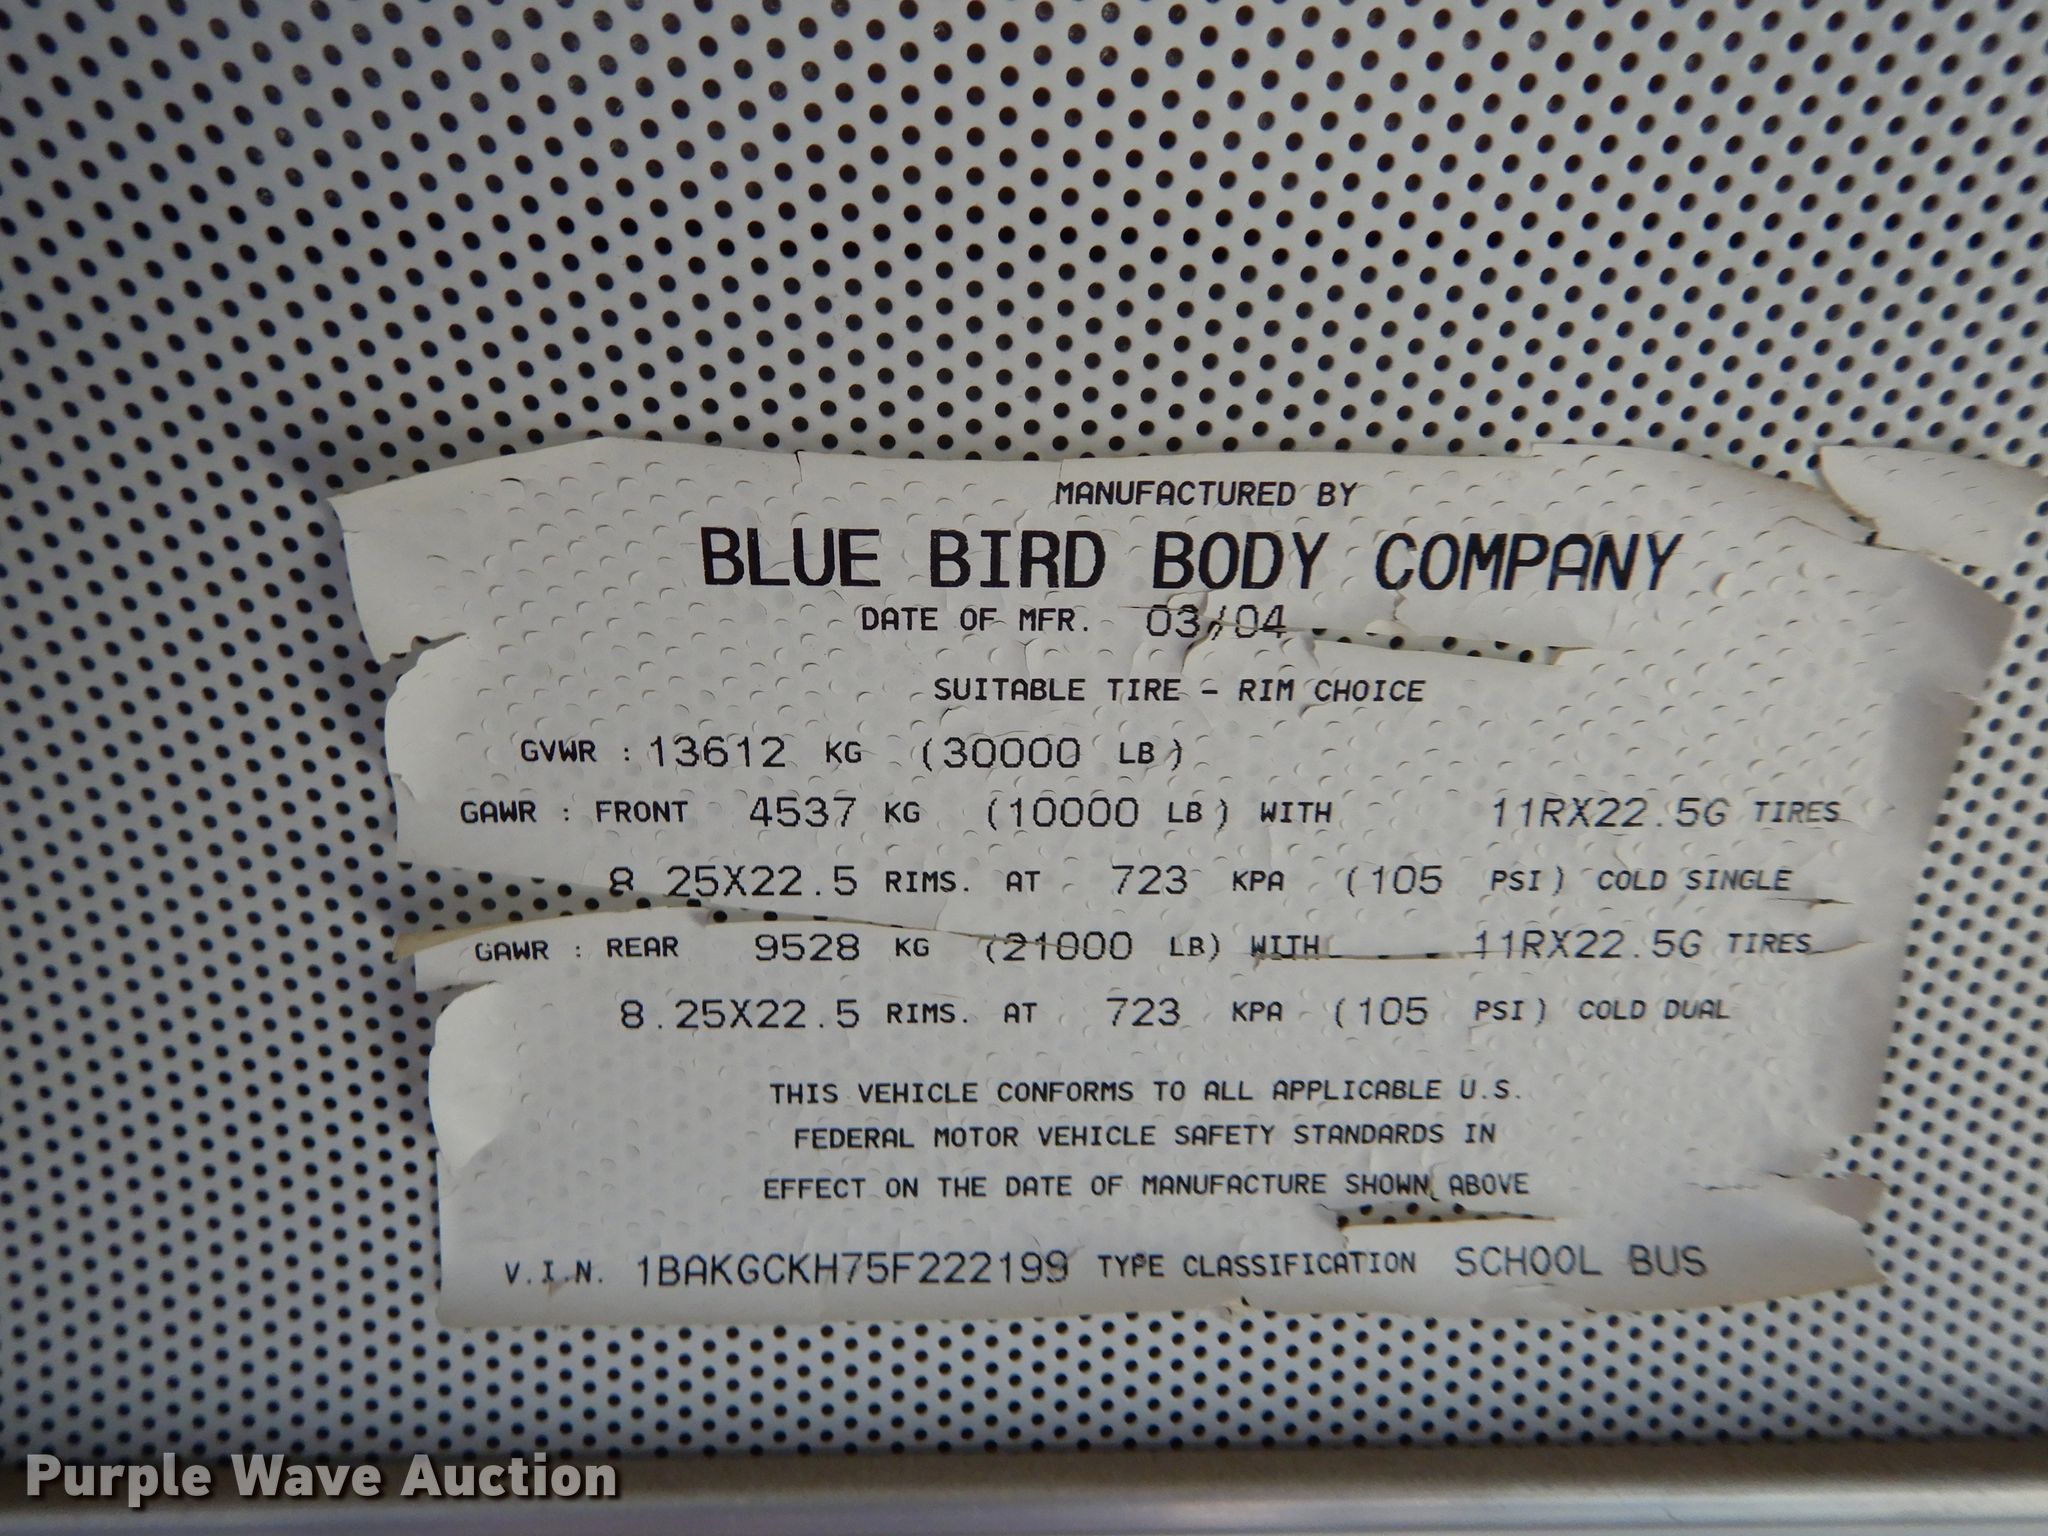 MANUFACTURED BY
BLUE BIRD BODY COMPANY
DATE OF MFR. 03/04
SUITABLE TIRE - RIM CHOICE
GVWR : 13612 KG (30000 LB)
GAWR : FRONT 4537 KG (10000 LB) WITH 11RX22.5G TIRES
8 25X22.5 RIMS. AT 723 KPA (105 PSI) COLD SINGLE
GAWR : REAR 9528 KG (21000 LB) WITH 11RX22.5G TIRES
8.25X22.5 RIMS. AT 723 KPA (105 PSI) COLD DUAL
THIS VEHICLE CONFORMS TO ALL APPLICABLE U.S.
FEDERAL MOTOR VEHICLE SAFETY STANDARDS IN
EFFECT ON THE DATE OF MANUFACTURE SHOWN ABOVE
V.I.N. 1BAKGCKH75F222199 TYPE CLASSIFICATION SCHOOL BUS
Purple Wave Auction